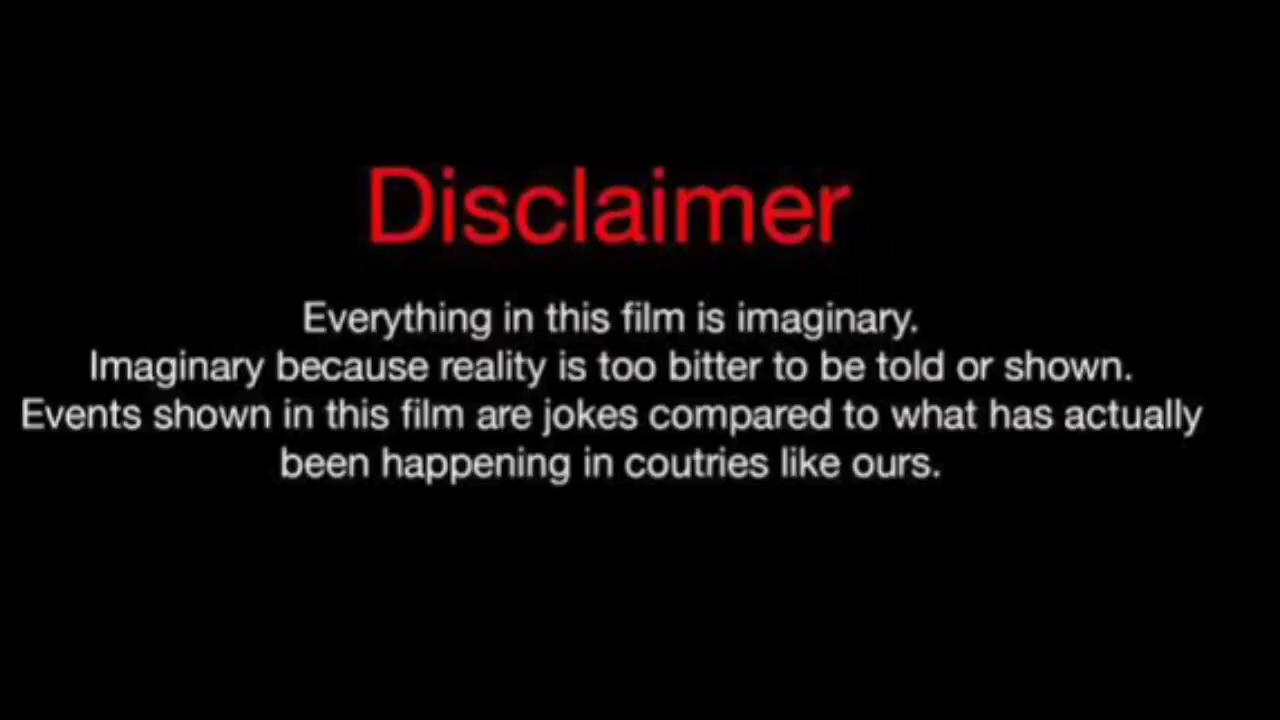 Disclaimer
Everything in this film is imaginary.
Imaginary because reality is too bitter to be told or shown.
Events shown in this film are jokes compared to what has actually
been happening in coutries like ours.